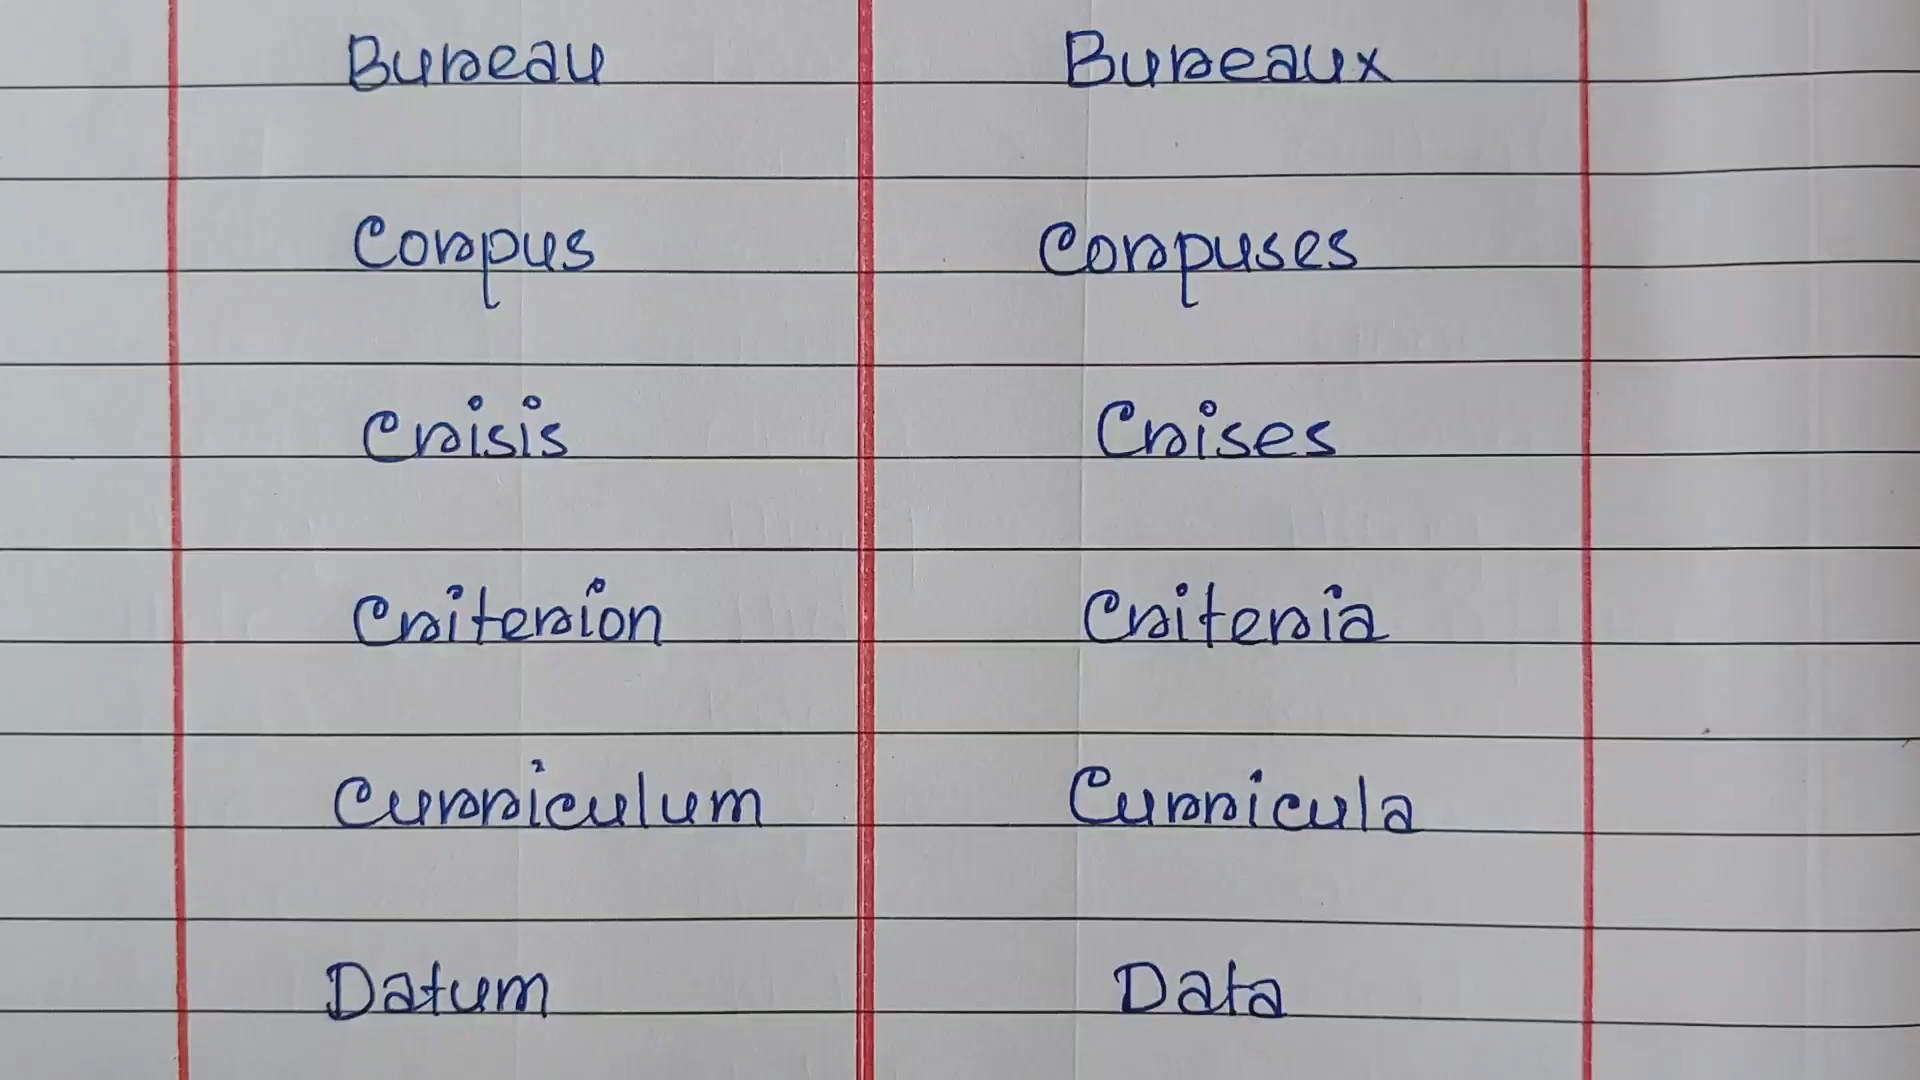 Bureau Bureaux
Corpus Corpuses
Crisis Crises
Criterion Criteria
Curriculum Curricula
Datum Data